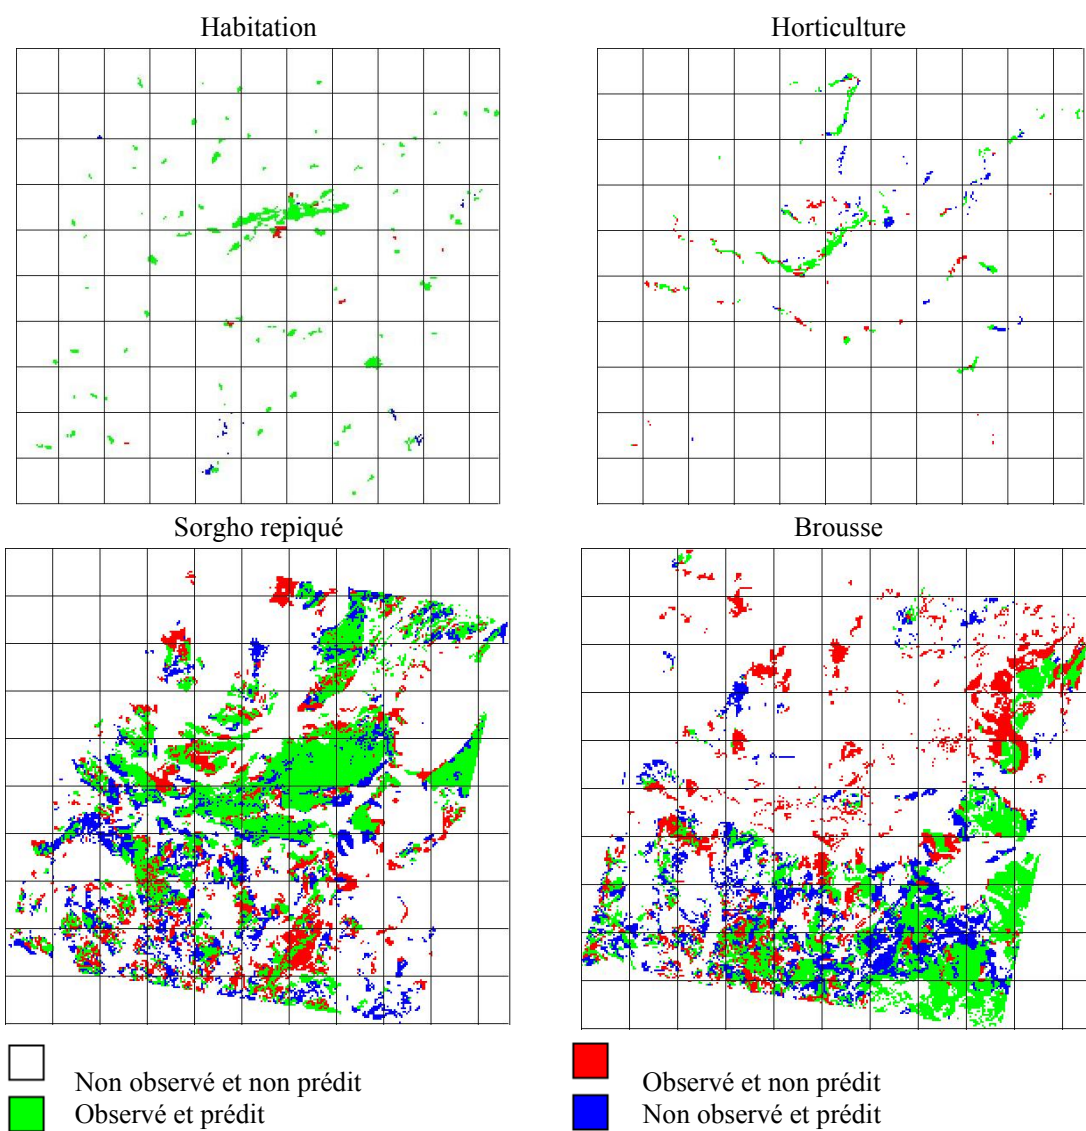 Habitation
Horticulture
Sorgho repiqué
Brousse
Non observé et non prédit
Observé et prédit
Observé et non prédit
Non observé et prédit